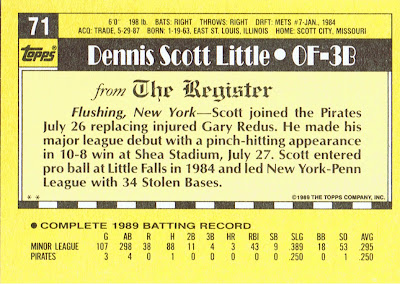 71
6'0" 198 lb. BATS: RIGHT THROWS: RIGHT DRFT: METS #7-JAN., 1984
ACQ: TRADE, 5-29-87 BORN: 1-19-63, EAST ST. LOUIS, ILLINOIS HOME: SCOTT CITY, MISSOURI
Topps Dennis Scott Little • OF-3B
from The Register
Flushing, New York—Scott joined the Pirates
July 26 replacing injured Gary Redus. He made his
major league debut with a pinch-hitting appearance
in 10-8 win at Shea Stadium, July 27. Scott entered
pro ball at Little Falls in 1984 and led New York-Penn
League with 34 Stolen Bases.
* * ©1989 THE TOPPS COMPANY, INC.
• COMPLETE 1989 BATTING RECORD
G AB R H 2B 3B HR RBI SB SLG BB SO AVG
MINOR LEAGUE 107 298 38 88 11 4 3 43 9 .389 18 53 .295
PIRATES 3 4 0 1 0 0 0 0 0 .250 0 1 .250